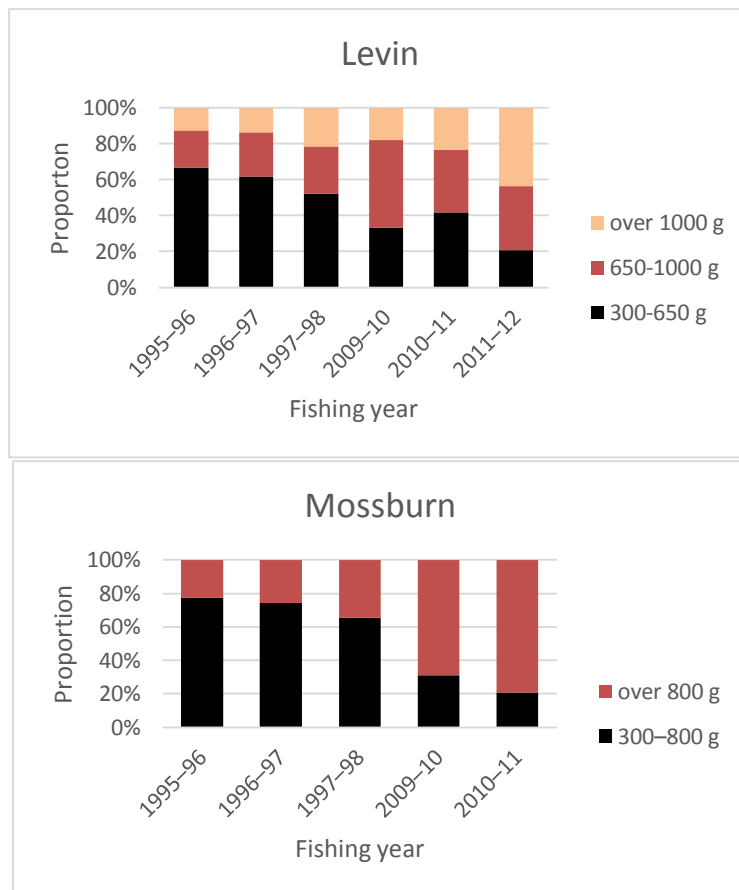 Levin
100%
80%
60%
40%
20%
0%
Proporton
1995–96
1996–97
1997–98
2009–10
2010–11
2011–12
Fishing year
over 1000 g
650-1000 g
300-650 g
Mossburn
100%
80%
60%
40%
20%
0%
Proportion
1995–96
1996–97
1997–98
2009–10
2010–11
Fishing year
over 800 g
300–800 g